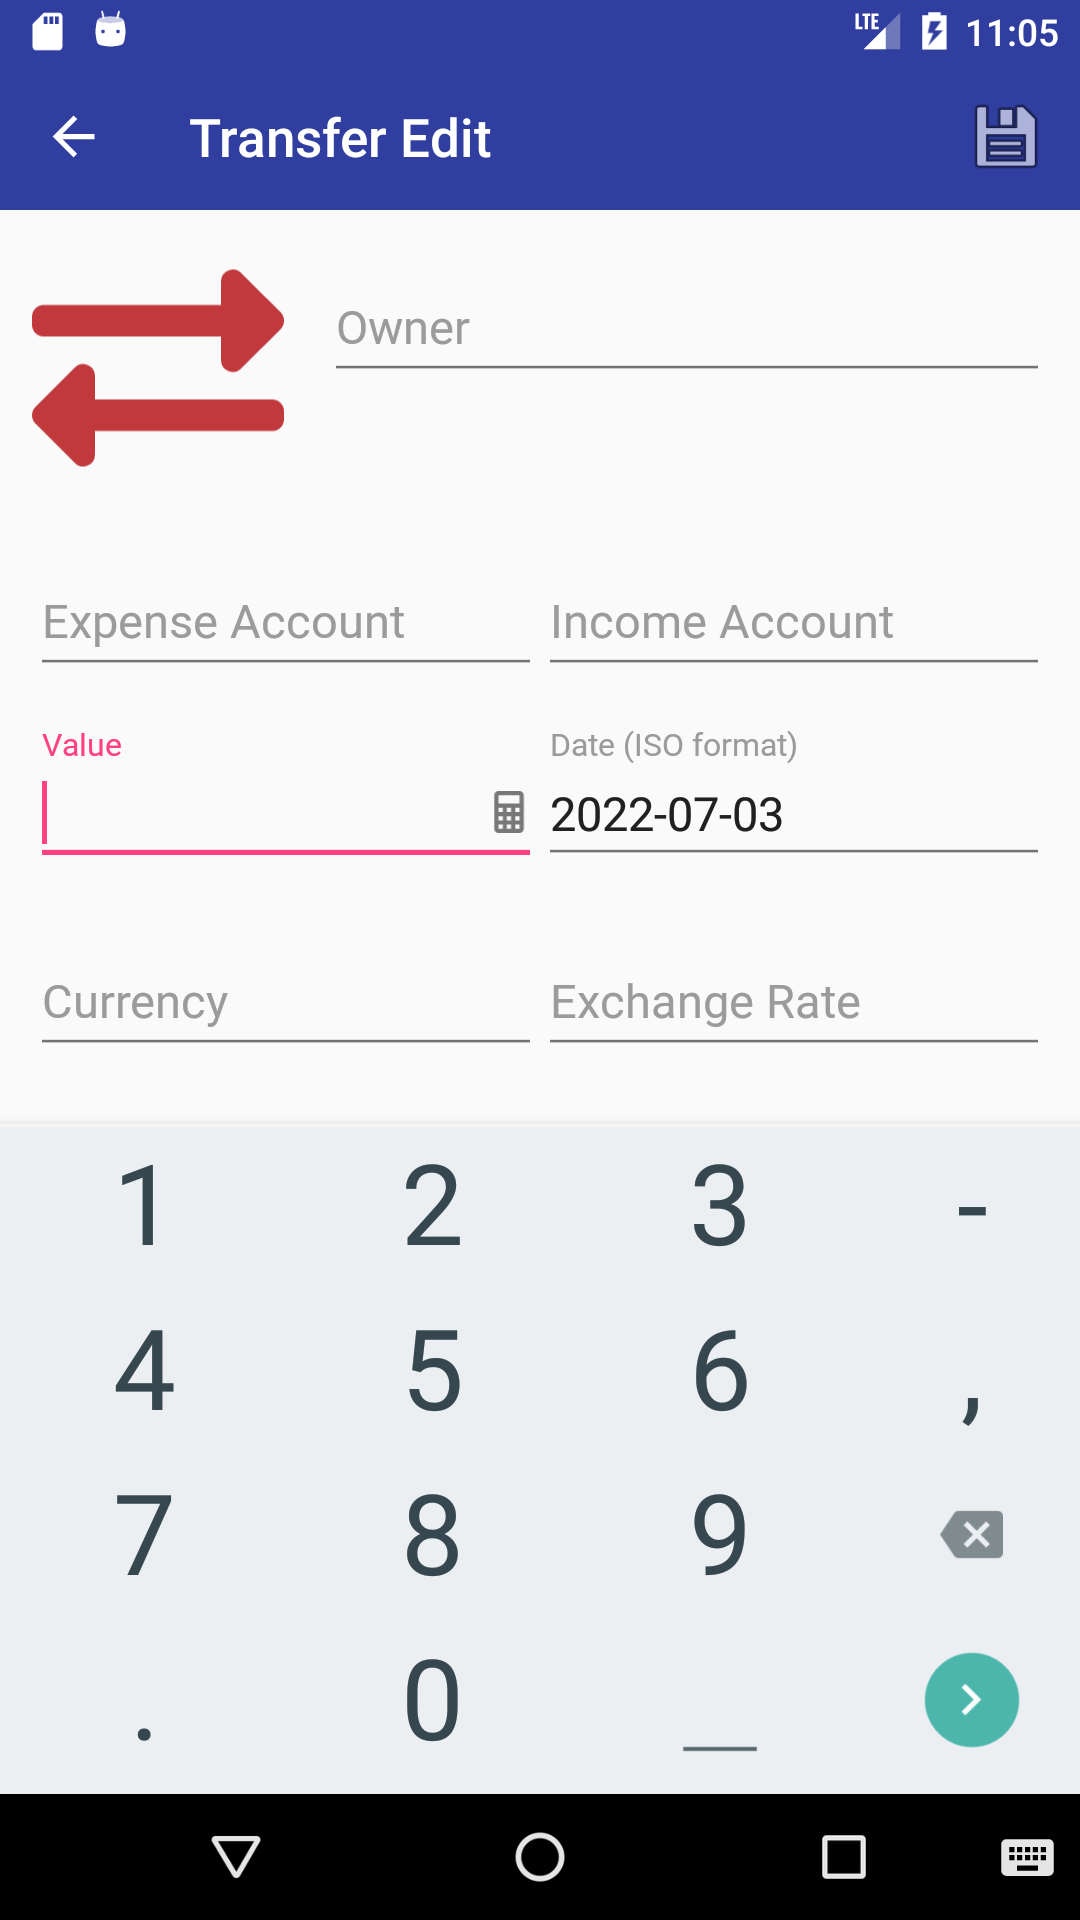 LTE 11:05
Transfer Edit
Owner
Expense Account Income Account
Value Date (ISO format)
2022-07-03
Currency Exchange Rate
1 2 3 -
4 5 6 ,
7 8 9
. 0 _